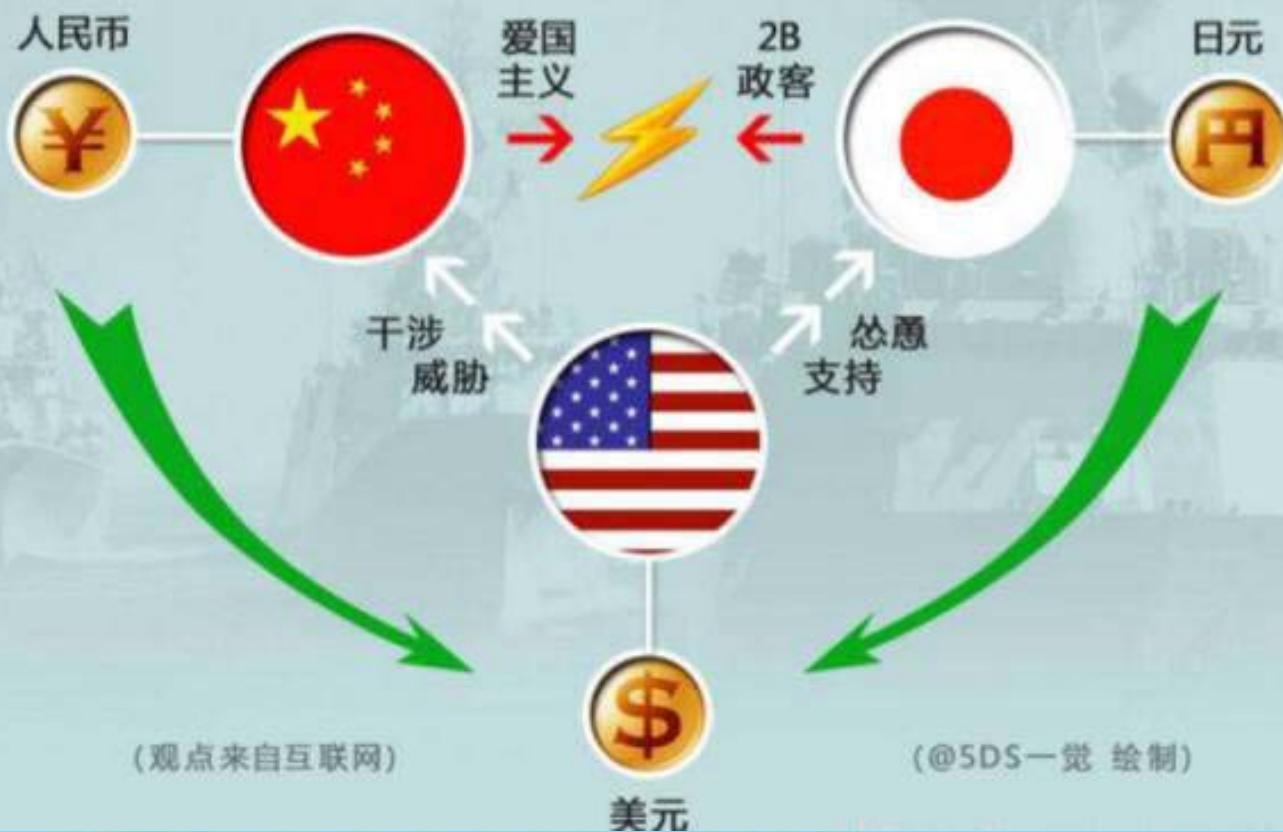 人民币
爱国
主义
2B
政客
日元
¥
円
干涉
威胁
怂恿
支持
$
(观点来自互联网)
(@5DS一觉 绘制)
美元